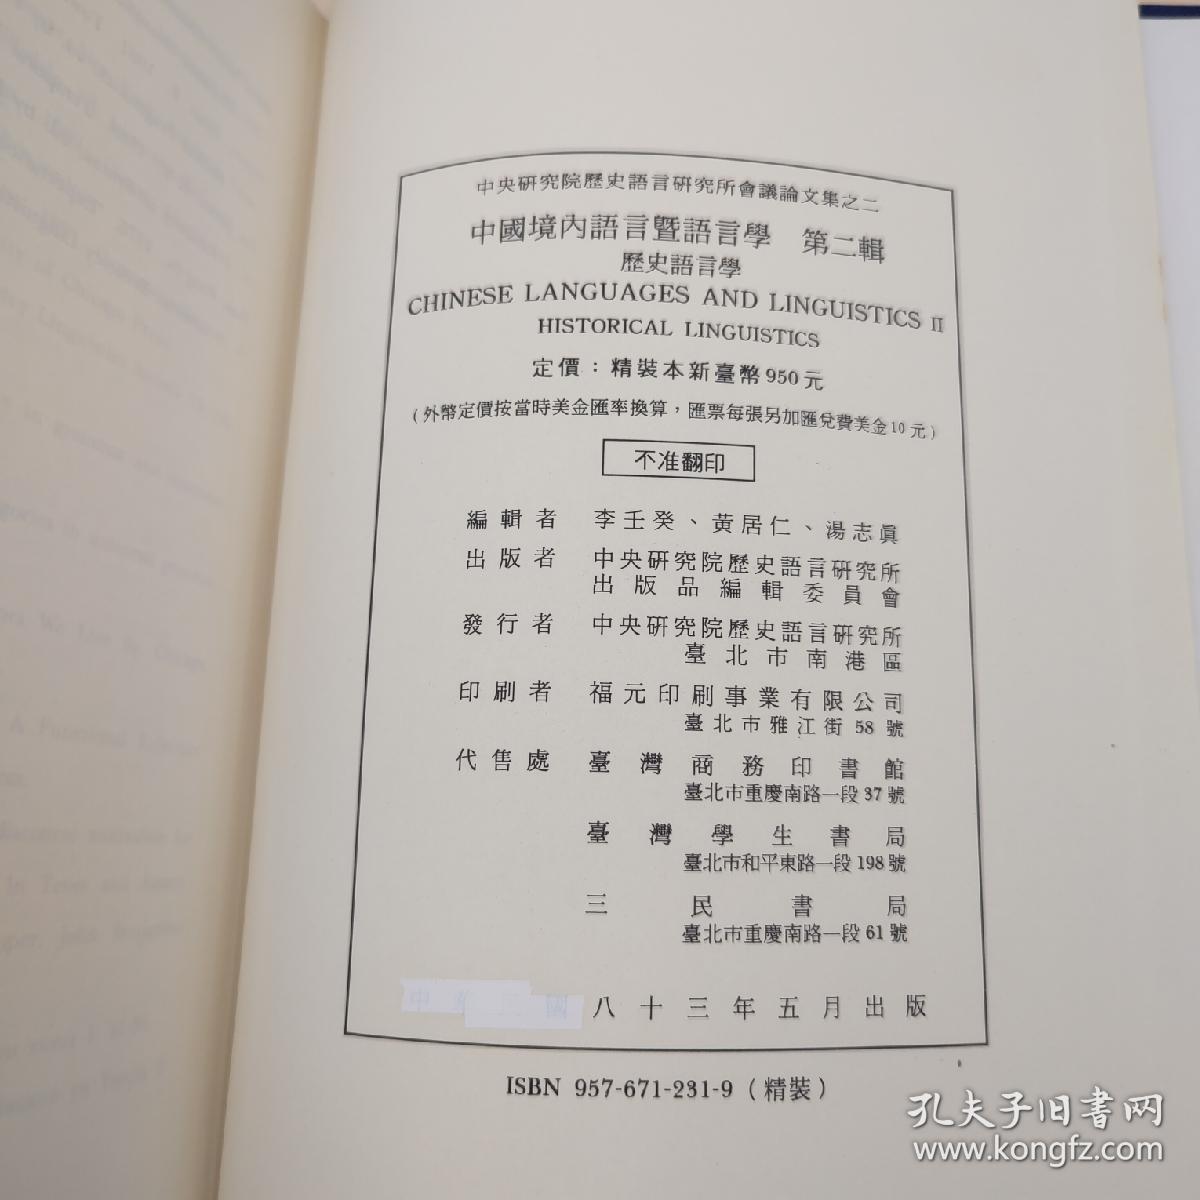 中央研究院歷史語言研究所會議論文集之二
中國境內語言暨語言學 第二輯
歷史語言學
CHINESE LANGUAGES AND LINGUISTICS II
HISTORICAL LINGUISTICS
定價：精裝本新臺幣950元
（外幣定價按當時美金匯率換算，匯票每張另加匯兌費美金10元）
不准翻印
編輯者 李壬癸、黃居仁、湯志眞
出版者 中央研究院歷史語言研究所
出版品編輯委員會
發行者 中央研究院歷史語言研究所
臺北市南港區
印刷者 福元印刷事業有限公司
臺北市雅江街58號
代售處 臺灣商務印書館
臺北市重慶南路一段37號
臺灣學生書局
臺北市和平東路一段198號
三民書局
臺北市重慶南路一段61號
八十三年五月出版
ISBN 957-671-231-9（精裝）
孔夫子旧书网
www.kongfz.com